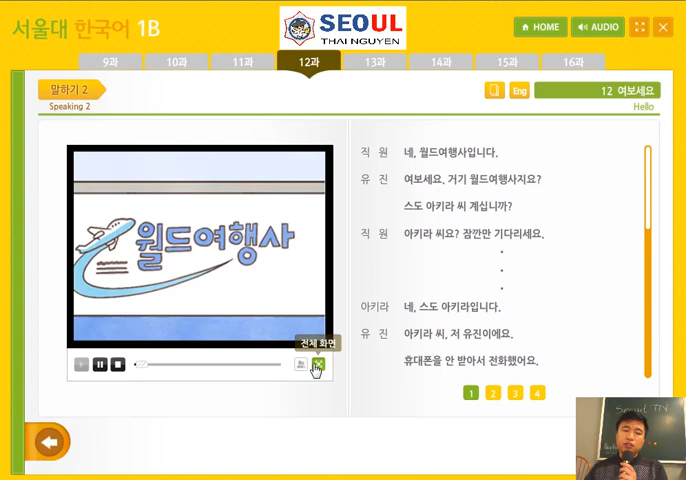 서울대 한국어 1B
SEOUL
THAI NGUYEN
HOME
AUDIO
9과
10과
11과
12과
13과
14과
15과
16과
말하기 2
Speaking 2
Eng
12 여보세요
Hello
월드여행사
전체 화면
직 원 네, 월드여행사입니다.
유 진 여보세요. 거기 월드여행사지요?
스도 아키라 씨 계십니까?
직 원 아키라 씨요? 잠깐만 기다리세요.
아키라 네, 스도 아키라입니다.
유 진 아키라 씨, 저 유진이에요.
휴대폰을 안 받아서 전화했어요.
1
2
3
4
Seoul TN